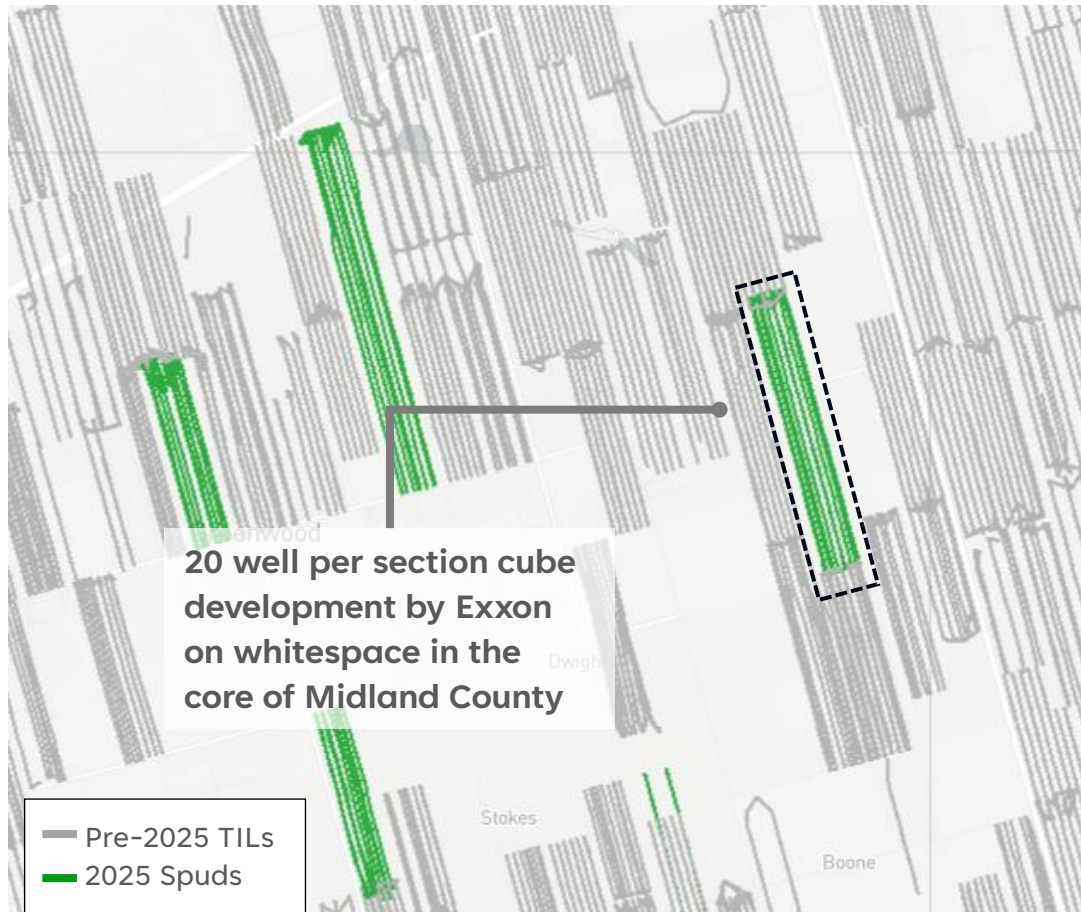 20 well per section cube
development by Exxon
on whitespace in the
core of Midland County
Stokes
Boone
Pre-2025 TILs
2025 Spuds